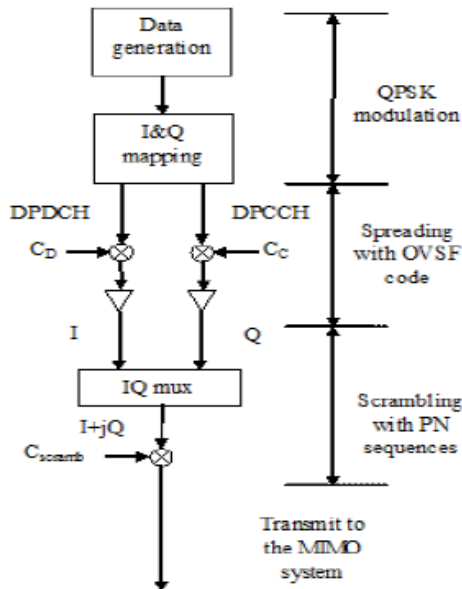 Data
generation
QPSK
modulation
I&Q
mapping
DPDCH
DPCCH
C_D
C_C
Spreading
with OVSF
code
I
Q
IQ mux
I+jQ
C_scramb
Scrambling
with PN
sequences
Transmit to
the MIMO
system